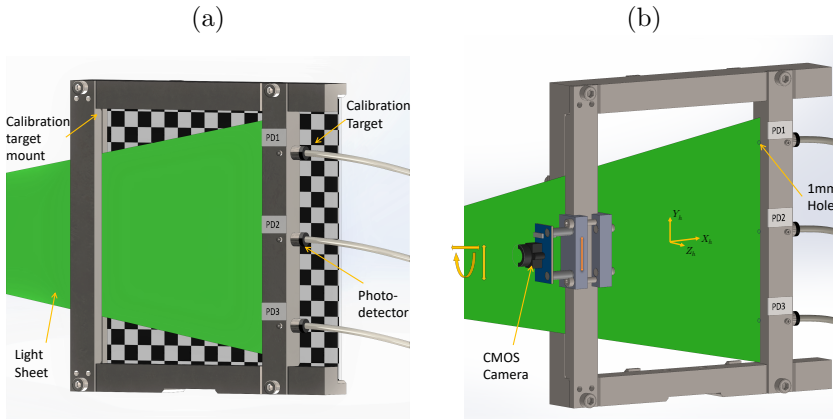 (a)
(b)
Calibration
target
mount
Calibration
Target
PD1
PD2
PD3
Photo-
detector
Light
Sheet
PD1
1mm
Hole
PD2
Y_h
X_h
Z_h
PD3
CMOS
Camera